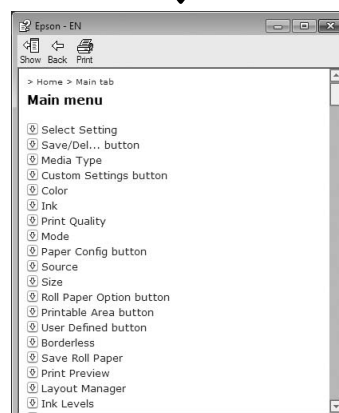 Epson - EN
Show Back Print
> Home > Main tab
Main menu
Select Setting
Save/Del... button
Media Type
Custom Settings button
Color
Ink
Print Quality
Mode
Paper Config button
Source
Size
Roll Paper Option button
Printable Area button
User Defined button
Borderless
Save Roll Paper
Print Preview
Layout Manager
Ink Levels